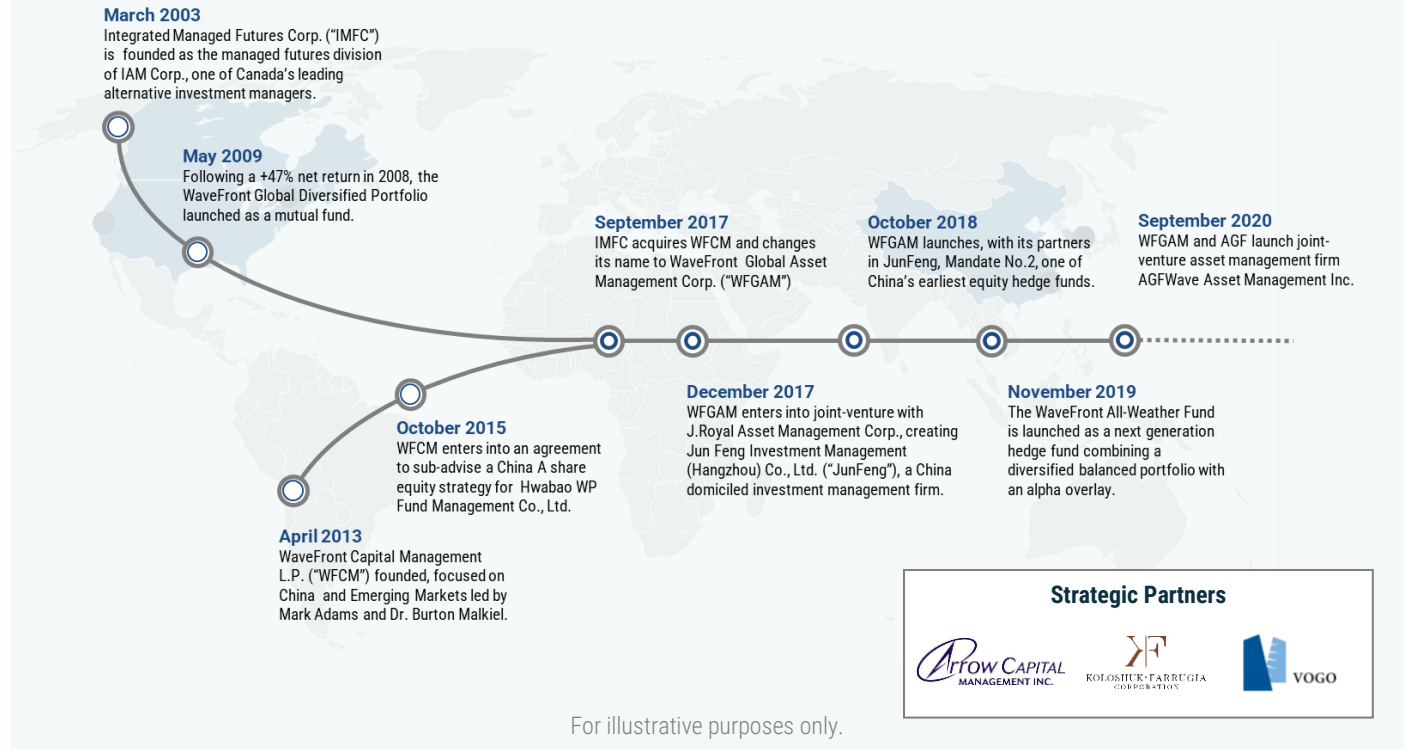 March 2003
Integrated Managed Futures Corp. (“IMFC”)
is founded as the managed futures division
of IAM Corp., one of Canada’s leading
alternative investment managers.
May 2009
Following a +47% net return in 2008, the
WaveFront Global Diversified Portfolio
launched as a mutual fund.
September 2017
IMFC acquires WFCM and changes
its name to WaveFront Global Asset
Management Corp. (“WFGAM”)
October 2018
WFGAM launches, with its partners
in JunFeng, Mandate No.2, one of
China’s earliest equity hedge funds.
September 2020
WFGAM and AGF launch joint-
venture asset management firm
AGFWave Asset Management Inc.
October 2015
WFCM enters into an agreement
to sub-advise a China A share
equity strategy for Hwabao WP
Fund Management Co., Ltd.
December 2017
WFGAM enters into joint-venture with
J.Royal Asset Management Corp., creating
Jun Feng Investment Management
(Hangzhou) Co., Ltd. (“JunFeng”), a China
domiciled investment management firm.
November 2019
The WaveFront All-Weather Fund
is launched as a next generation
hedge fund combining a
diversified balanced portfolio with
an alpha overlay.
April 2013
WaveFront Capital Management
L.P. (“WFCM”) founded, focused on
China and Emerging Markets led by
Mark Adams and Dr. Burton Malkiel.
Strategic Partners
Arrow Capital
MANAGEMENT INC.
KF
KOLOSHUK·FARRUGIA
CORPORATION
VOGO
For illustrative purposes only.